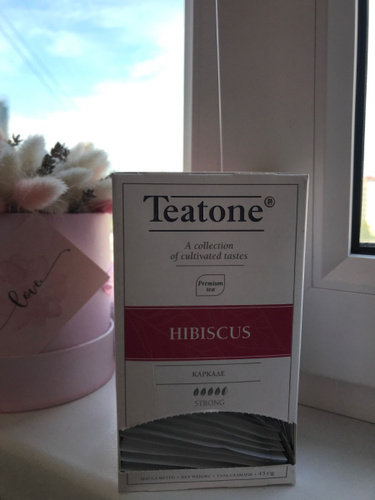 Teatone®
A collection
of cultivated tastes
Premium
tea
HIBISCUS
КАРКАДЕ
STRONG
love